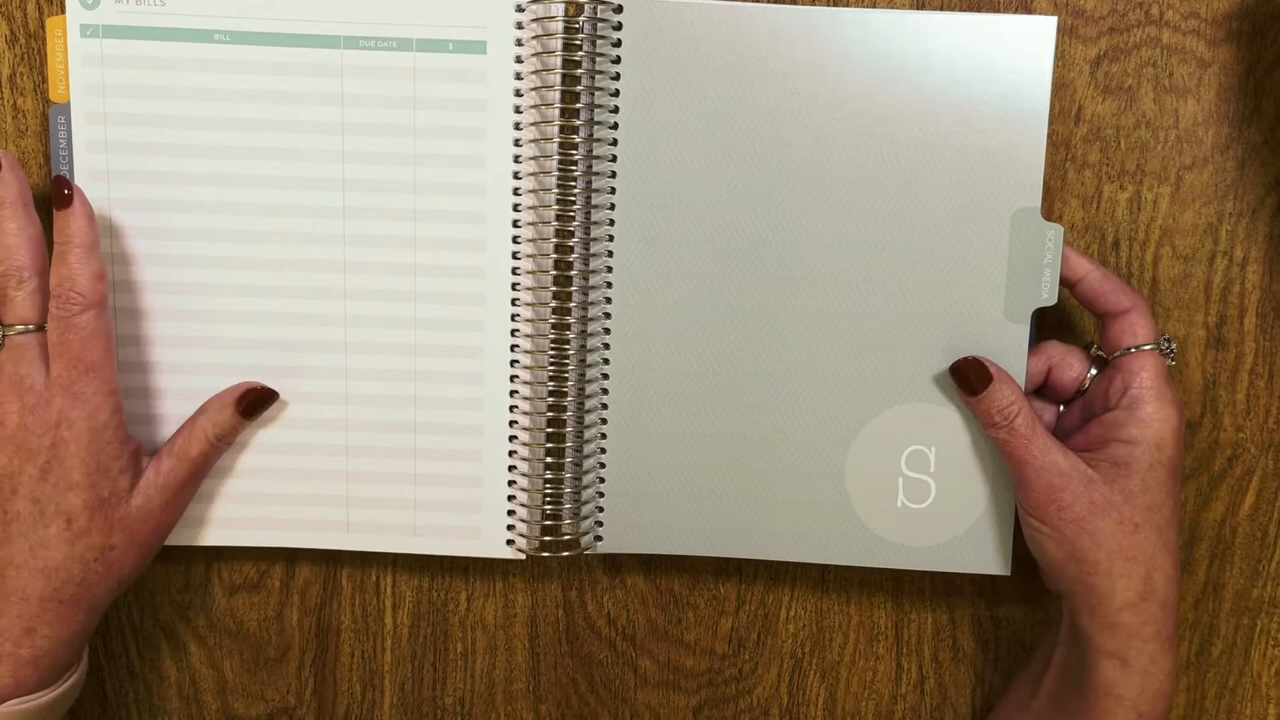 MY BILLS
✓ BILL DUE DATE $
NOVEMBER
DECEMBER
SOCIAL MEDIA
S